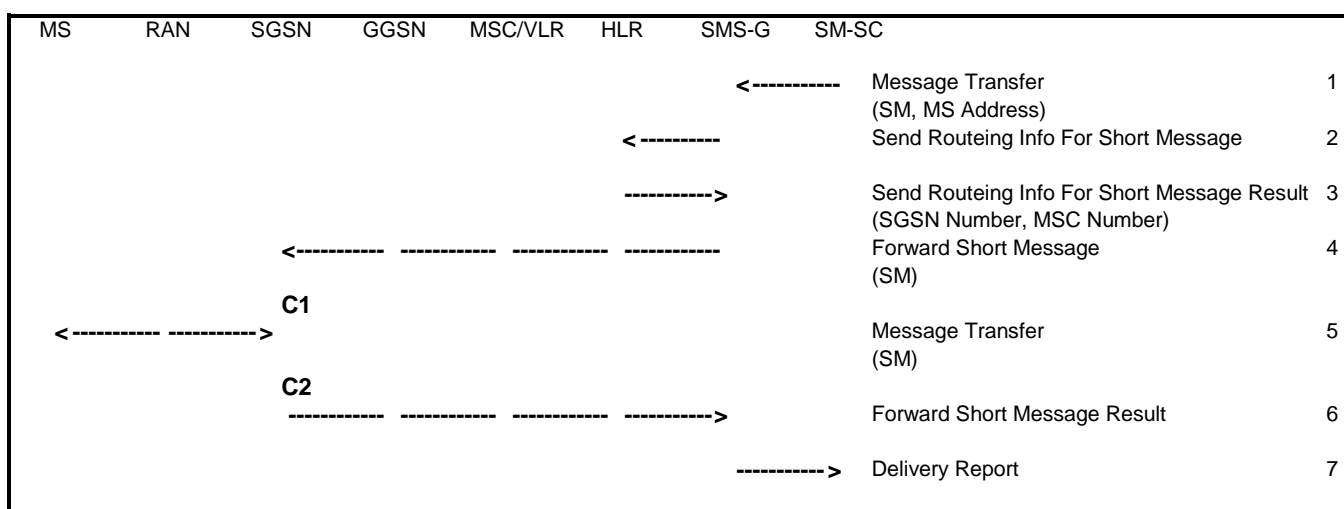 MS RAN SGSN GGSN MSC/VLR HLR SMS-G SM-SC
Message Transfer 1
(SM, MS Address)
Send Routeing Info For Short Message 2
Send Routeing Info For Short Message Result 3
(SGSN Number, MSC Number)
Forward Short Message 4
(SM)
C1
Message Transfer 5
(SM)
C2
Forward Short Message Result 6
Delivery Report 7